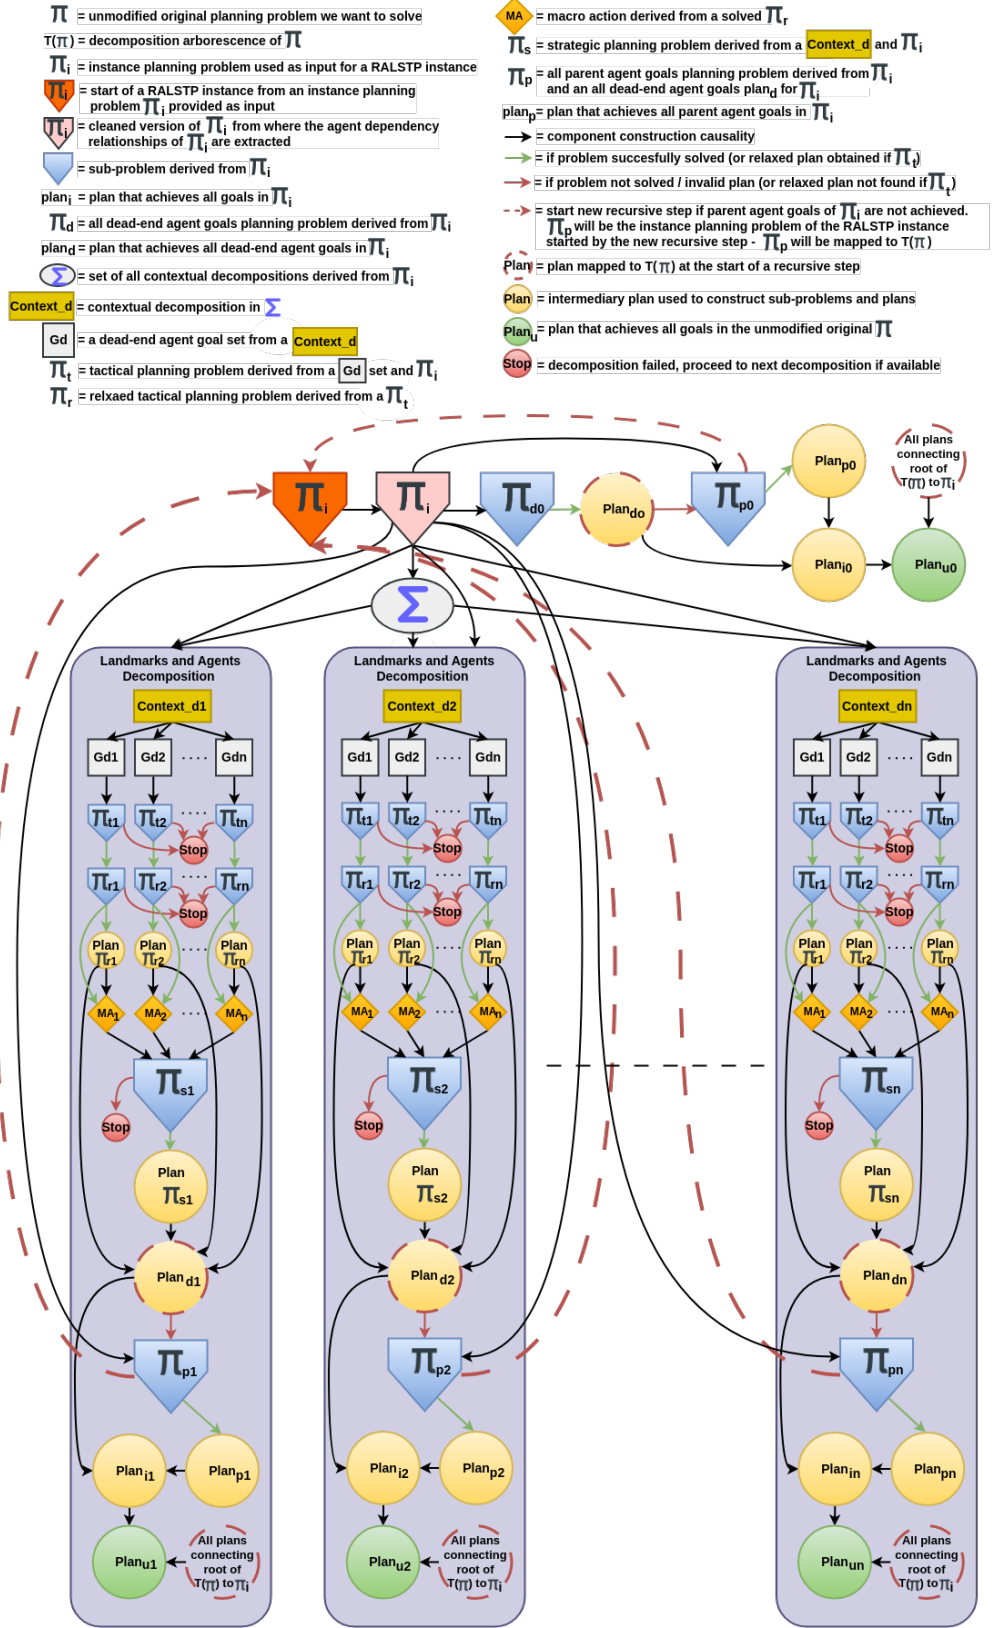 π = unmodified original planning problem we want to solve
T(π) = decomposition arborescence of π
πi = instance planning problem used as input for a RALSTP instance
πi = start of a RALSTP instance from an instance planning
problem πi provided as input
πi = cleaned version of πi from where the agent dependency
relationships of πi are extracted
= sub-problem derived from πi
plani = plan that achieves all goals in πi
πd = all dead-end agent goals planning problem derived from πi
pland = plan that achieves all dead-end agent goals in πi
Σ = set of all contextual decompositions derived from πi
Context_d = contextual decomposition in Σ
Gd = a dead-end agent goal set from a Context_d
πt = tactical planning problem derived from a Gd set and πi
πr = relxaed tactical planning problem derived from a πt
MA = macro action derived from a solved πr
πs = strategic planning problem derived from a Context_d and πi
πp = all parent agent goals planning problem derived from πi
and an all dead-end agent goals pland for πi
planp = plan that achieves all parent agent goals in πi
= component construction causality
= if problem succesfully solved (or relaxed plan obtained if πt)
= if problem not solved / invalid plan (or relaxed plan not found if πt)
= start new recursive step if parent agent goals of πi are not achieved.
πp will be the instance planning problem of the RALSTP instance
started by the new recursive step - πp will be mapped to T(π)
Plan = plan mapped to T(π) at the start of a recursive step
Plan = intermediary plan used to construct sub-problems and plans
Planu = plan that achieves all goals in the unmodified original π
Stop = decomposition failed, proceed to next decomposition if available
πi πi πd0 Plando πp0 Planp0
All plans
connecting
root of
T(π) to πi
Plani0 Planu0
Σ
Landmarks and Agents
Decomposition
Context_d1
Gd1 Gd2 .... Gdn
πt1 πt2 .... πtn
Stop
πr1 πr2 .... πrn
Stop
Plan πr1 Plan πr2 .... Plan πrn
MA1 MA2 .... MAn
πs1
Stop
Plan
πs1
Plan d1
πp1
Plani1 Planp1
Planu1
All plans
connecting
root of
T(π) to πi
Landmarks and Agents
Decomposition
Context_d2
Gd1 Gd2 .... Gdn
πt1 πt2 .... πtn
Stop
πr1 πr2 .... πrn
Stop
Plan πr1 Plan πr2 .... Plan πrn
MA1 MA2 .... MAn
πs2
Stop
Plan
πs2
Plan d2
πp2
Plani2 Planp2
Planu2
All plans
connecting
root of
T(π) to πi
Landmarks and Agents
Decomposition
Context_dn
Gd1 Gd2 .... Gdn
πt1 πt2 .... πtn
Stop
πr1 πr2 .... πrn
Stop
Plan πr1 Plan πr2 .... Plan πrn
MA1 MA2 .... MAn
πsn
Stop
Plan
πsn
Plan dn
πpn
Planin Planpn
Planun
All plans
connecting
root of
T(π) to πi